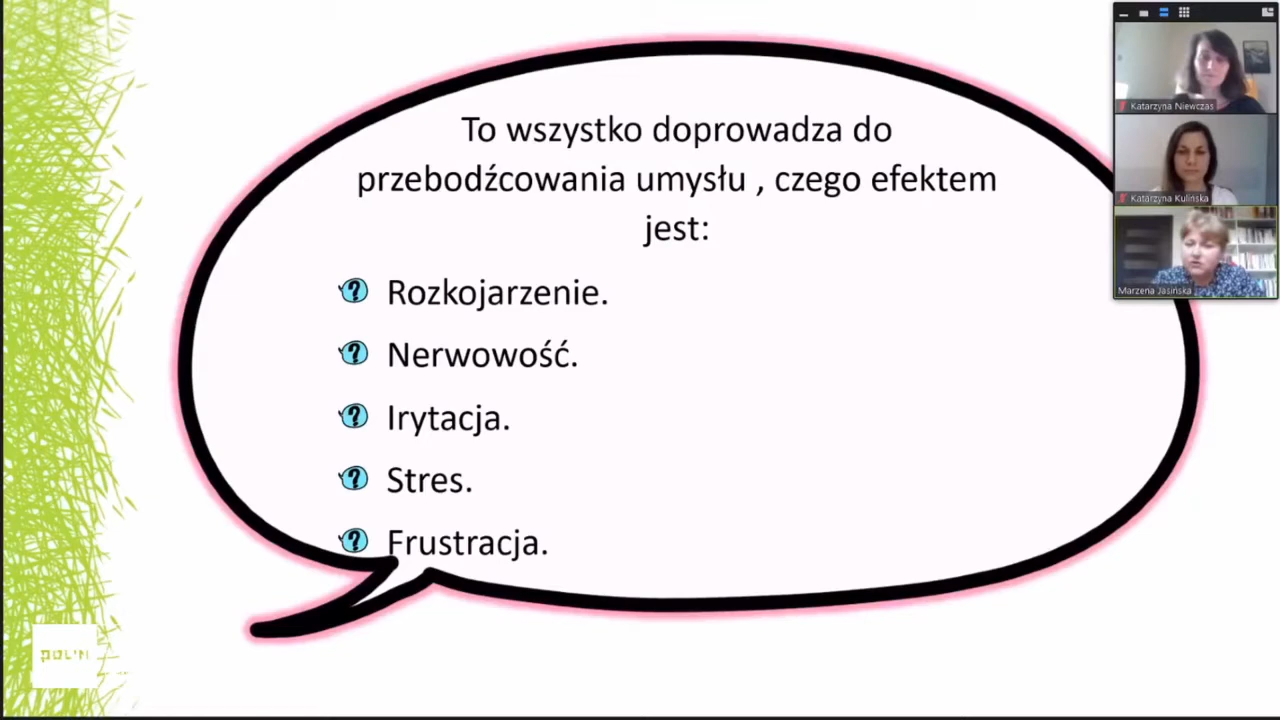 To wszystko doprowadza do
przebodźcowania umysłu , czego efektem
jest:
Rozkojarzenie.
Nerwowość.
Irytacja.
Stres.
Frustracja.
Katarzyna Niewczas
Katarzyna Kulińska
Marzena Jasińska
POLIN